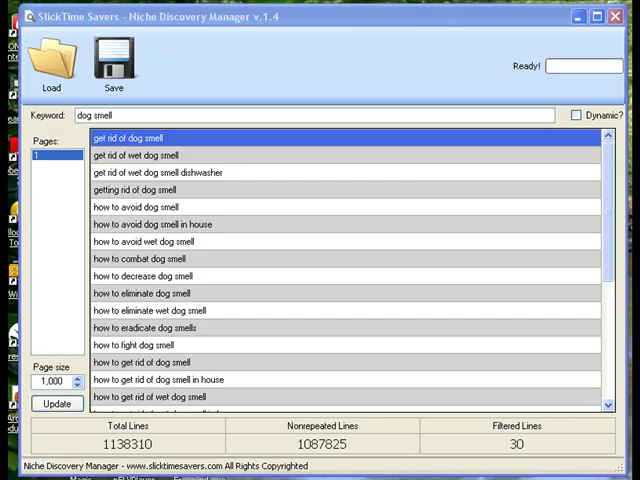 SlickTime Savers - Niche Discovery Manager v.1.4
Load
Save
Ready!
Keyword:
dog smell
Dynamic?
Pages:
1
get rid of dog smell
get rid of wet dog smell
get rid of wet dog smell dishwasher
getting rid of dog smell
how to avoid dog smell
how to avoid dog smell in house
how to avoid wet dog smell
how to combat dog smell
how to decrease dog smell
how to eliminate dog smell
how to eliminate wet dog smell
how to eradicate dog smells
how to fight dog smell
how to get rid of dog smell
how to get rid of dog smell in house
how to get rid of wet dog smell
Page size
1,000
Update
Total Lines
Nonrepeated Lines
Filtered Lines
1138310
1087825
30
Niche Discovery Manager - www.slicktimesavers.com All Rights Copyrighted